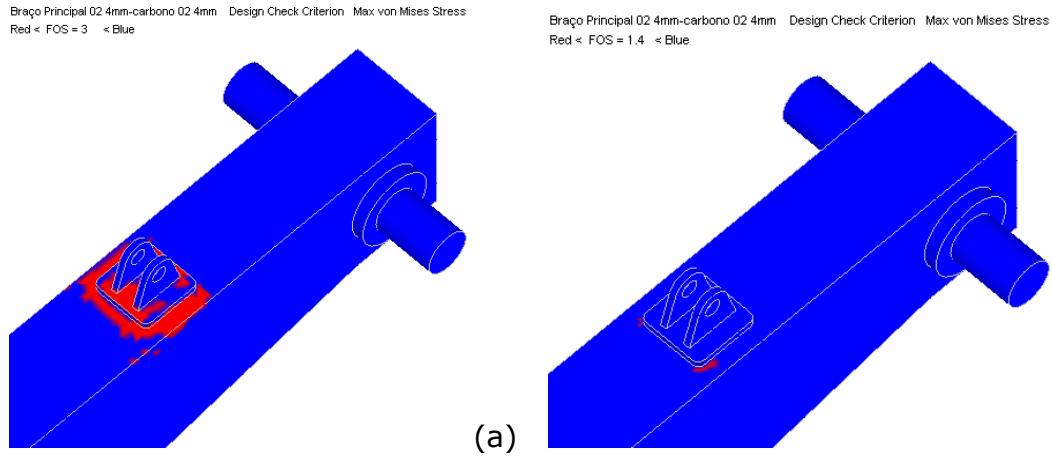 Braço Principal 02 4mm-carbono 02 4mm Design Check Criterion Max von Mises Stress
Red < FOS = 3 < Blue
Braço Principal 02 4mm-carbono 02 4mm Design Check Criterion Max von Mises Stress
Red < FOS = 1.4 < Blue
(a)